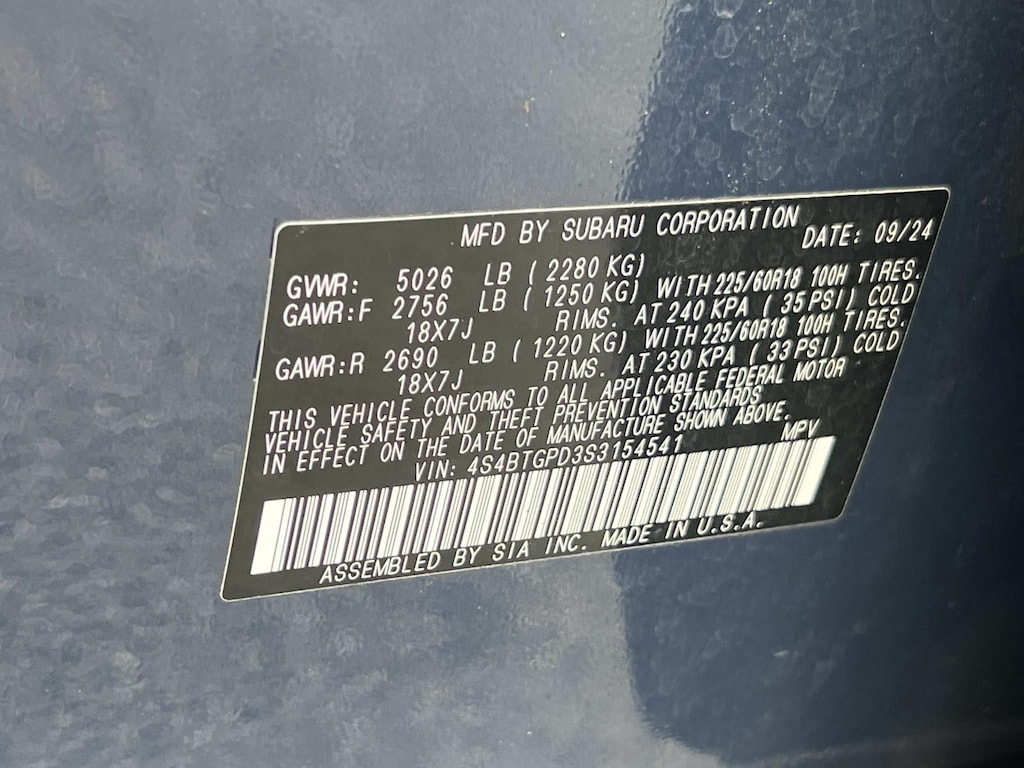 MFD BY SUBARU CORPORATION DATE: 09/24
GVWR: 5026 LB ( 2280 KG)
GAWR:F 2756 LB ( 1250 KG) WITH 225/60R18 100H TIRES.
18X7J RIMS. AT 240 KPA ( 35 PSI) COLD
GAWR:R 2690 LB ( 1220 KG) WITH 225/60R18 100H TIRES.
18X7J RIMS. AT 230 KPA ( 33 PSI) COLD
THIS VEHICLE CONFORMS TO ALL APPLICABLE FEDERAL MOTOR
VEHICLE SAFETY AND THEFT PREVENTION STANDARDS
IN EFFECT ON THE DATE OF MANUFACTURE SHOWN ABOVE.
VIN: 4S4BTGPD3S3154541 MPV
ASSEMBLED BY SIA INC. MADE IN U.S.A.